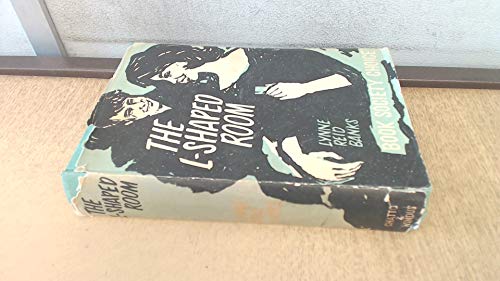 THE
L-SHAPED
ROOM
LYNNE
REID
BANKS
BOOK SOCIETY CHOICE
THE
L-SHAPED
ROOM
CHATTO
&
WINDUS